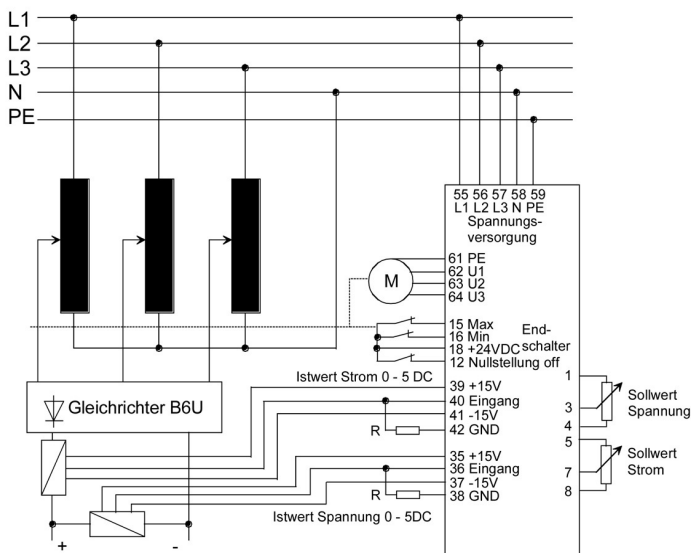 L1
L2
L3
N
PE
55 56 57 58 59
L1 L2 L3 N PE
Spannungs-
versorgung
61 PE
62 U1
63 U2
64 U3
M
15 Max
16 Min
18 +24VDC
12 Nullstellung off
End-
schalter
Istwert Strom 0 - 5 DC
39 +15V
40 Eingang
41 -15V
42 GND
R
35 +15V
36 Eingang
37 -15V
38 GND
R
Istwert Spannung 0 - 5DC
Gleichrichter B6U
+
-
1
3
4
Sollwert
Spannung
5
7
8
Sollwert
Strom